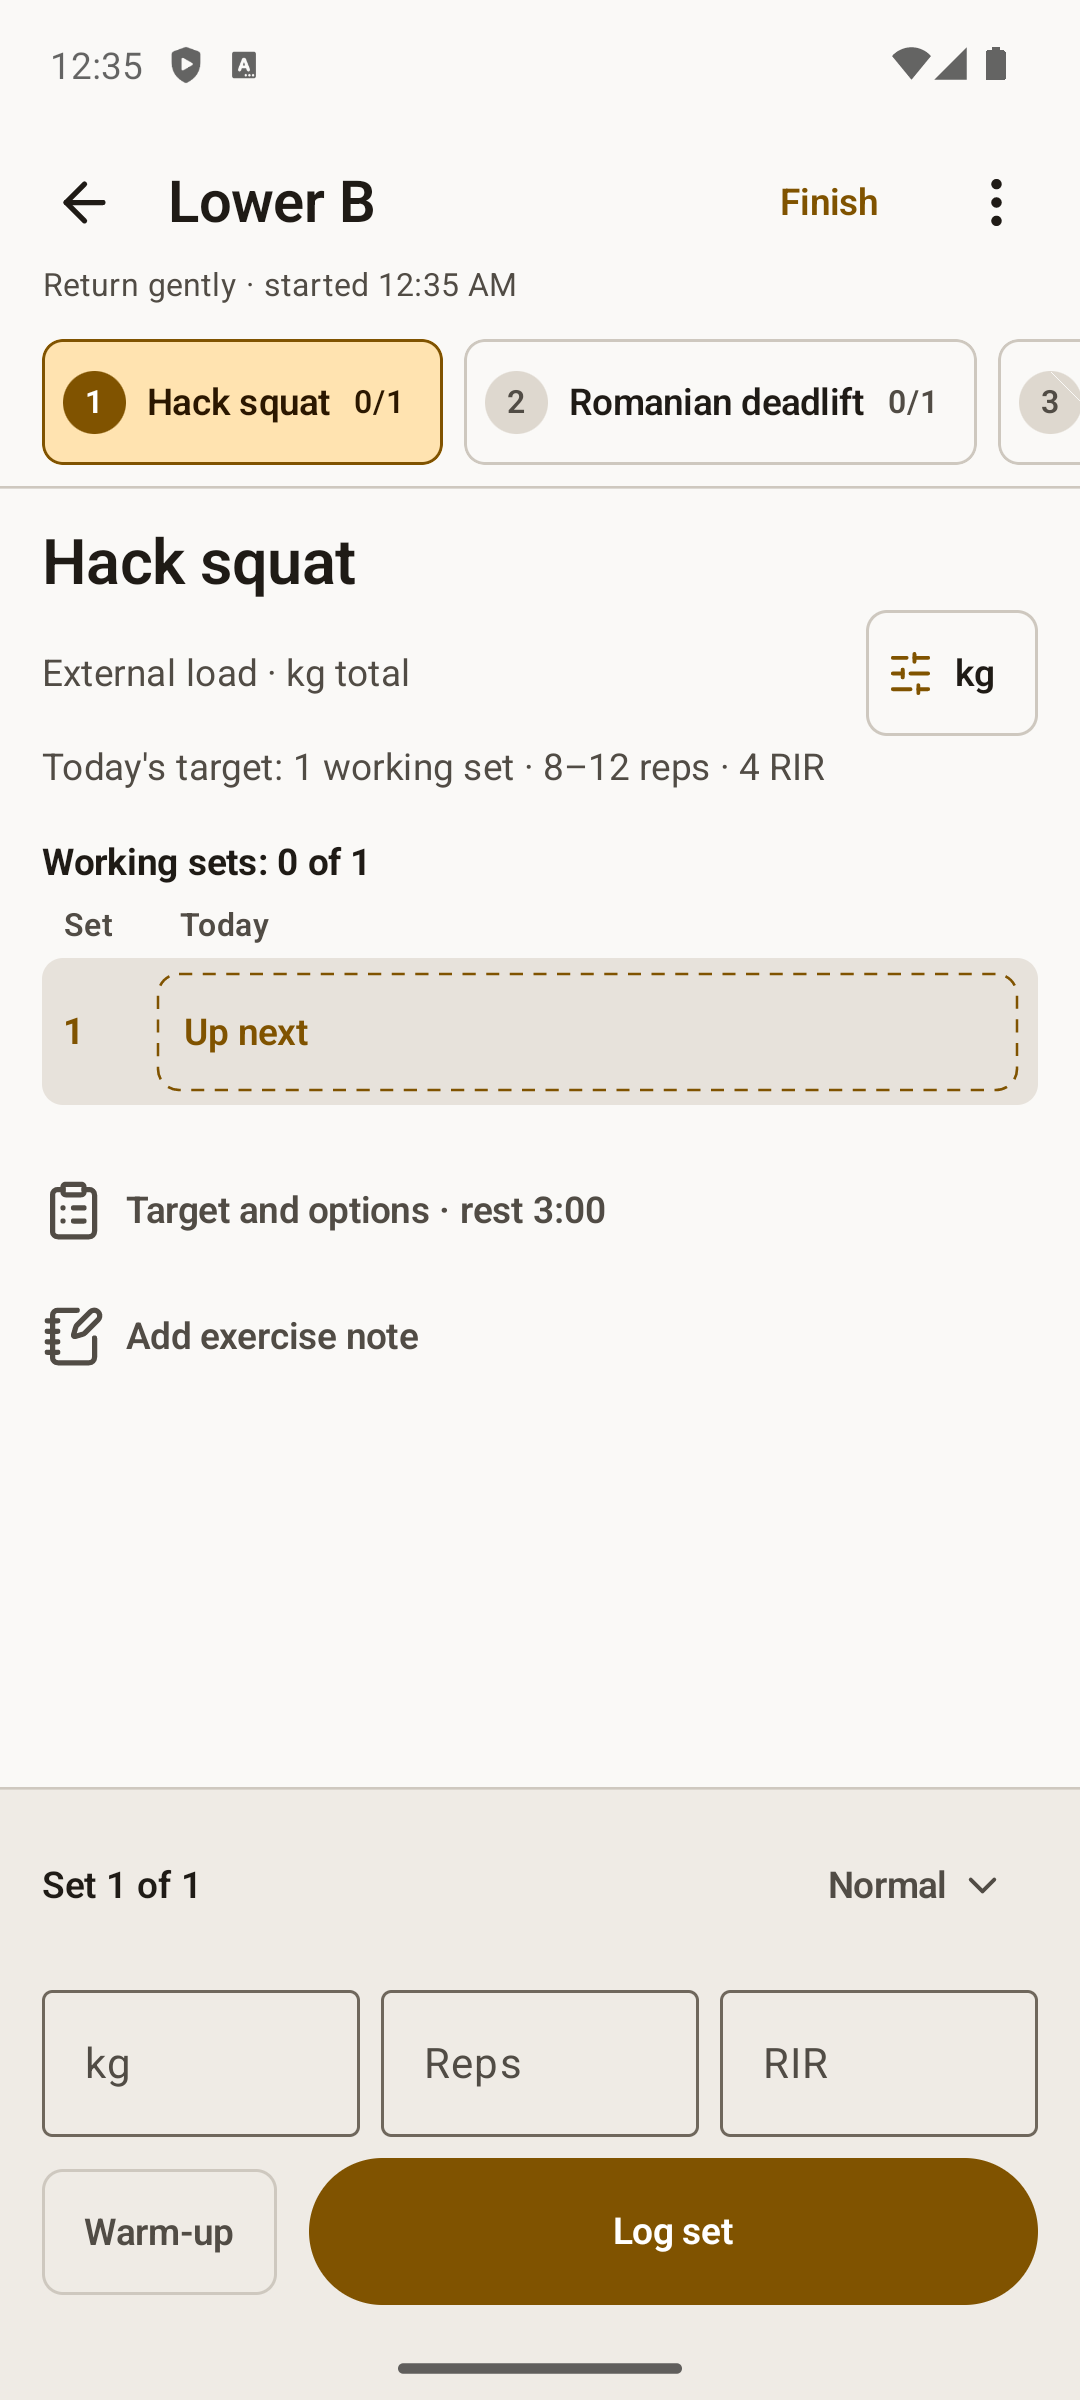 12:35
Lower B
Finish
Return gently · started 12:35 AM
1 Hack squat 0/1
2 Romanian deadlift 0/1
3
Hack squat
External load · kg total
kg
Today's target: 1 working set · 8–12 reps · 4 RIR
Working sets: 0 of 1
Set Today
1 Up next
Target and options · rest 3:00
Add exercise note
Set 1 of 1
Normal
kg
Reps
RIR
Warm-up
Log set